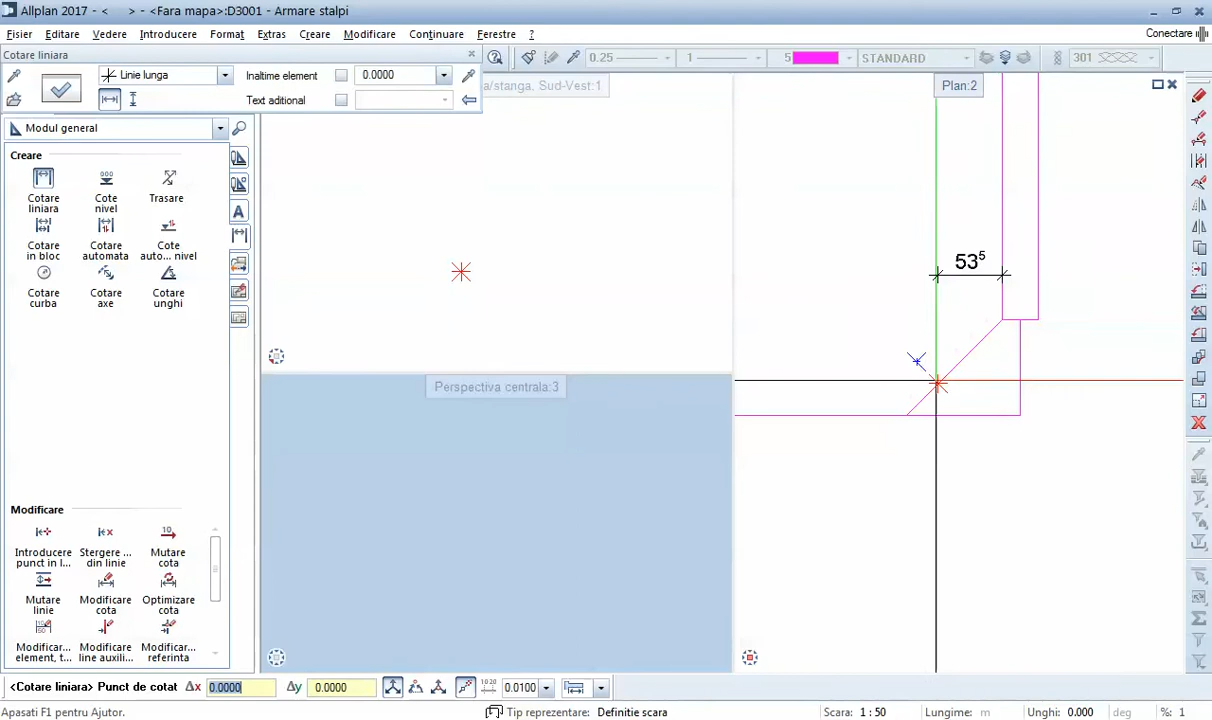 Allplan 2017 - < > - <Fara mapa>:D3001 - Armare stalpi
Fisier Editare Vedere Introducere Format Extras Creare Modificare Continuare Ferestre ?
Conectare
Cotare liniara
Linie lunga
Inaltime element
0.0000
Text aditional
0.25
1
5
STANDARD
301
a/stanga, Sud-Vest:1
Plan:2
Modul general
Creare
Cotare liniara
Cote nivel
Trasare
Cotare in bloc
Cotare automata
Cote auto... nivel
Cotare curba
Cotare axe
Cotare unghi
53⁵
Perspectiva centrala:3
Modificare
Introducere punct in l...
Stergere ... din linie
Mutare cota
Mutare linie
Modificare cota
Optimizare cota
Modificar... element, t...
Modificare line auxili...
Modificar... referinta
<Cotare liniara> Punct de cotat Δx 0.0000 Δy 0.0000 0.0100
Apasati F1 pentru Ajutor.
Tip reprezentare: Definitie scara
Scara: 1 : 50
Lungime: m
Unghi: 0.000 deg
%: 1